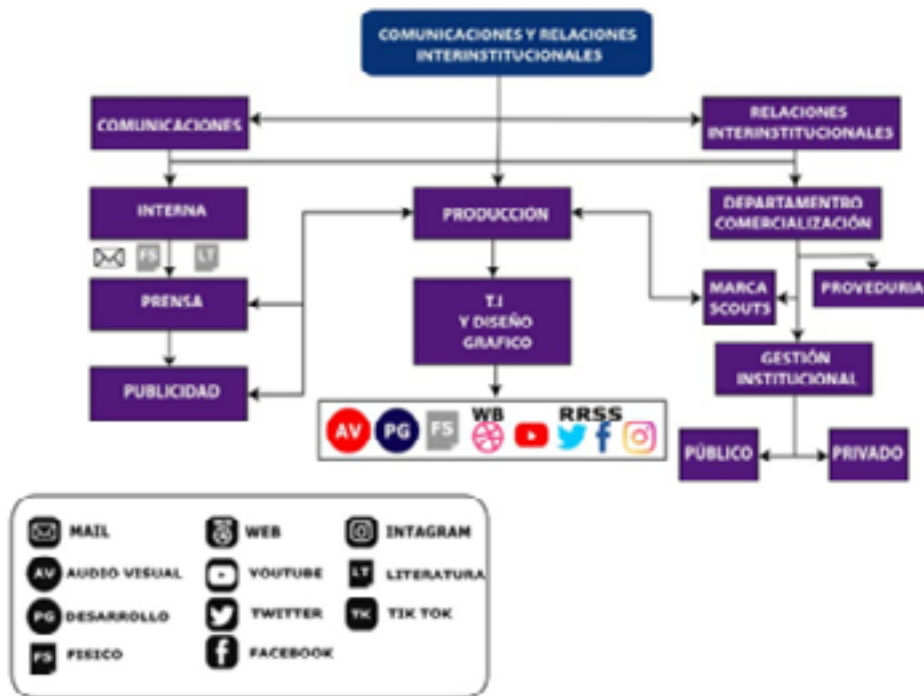 COMUNICACIONES Y RELACIONES
INTERINSTITUCIONALES
COMUNICACIONES
RELACIONES
INTERINSTITUCIONALES
INTERNA
PRODUCCIÓN
DEPARTAMENTRO
COMERCIALIZACIÓN
FS
LT
PRENSA
T.I
Y DISEÑO
GRAFICO
MARCA
SCOUTS
PROVEDURIA
PUBLICIDAD
GESTIÓN
INSTITUCIONAL
AV
PG
FS
WB
RRSS
PÚBLICO
PRIVADO
MAIL
WEB
INTAGRAM
AV
AUDIO VISUAL
YOUTUBE
LT
LITERATURA
PG
DESARROLLO
TWITTER
TK
TIK TOK
FS
FISICO
FACEBOOK